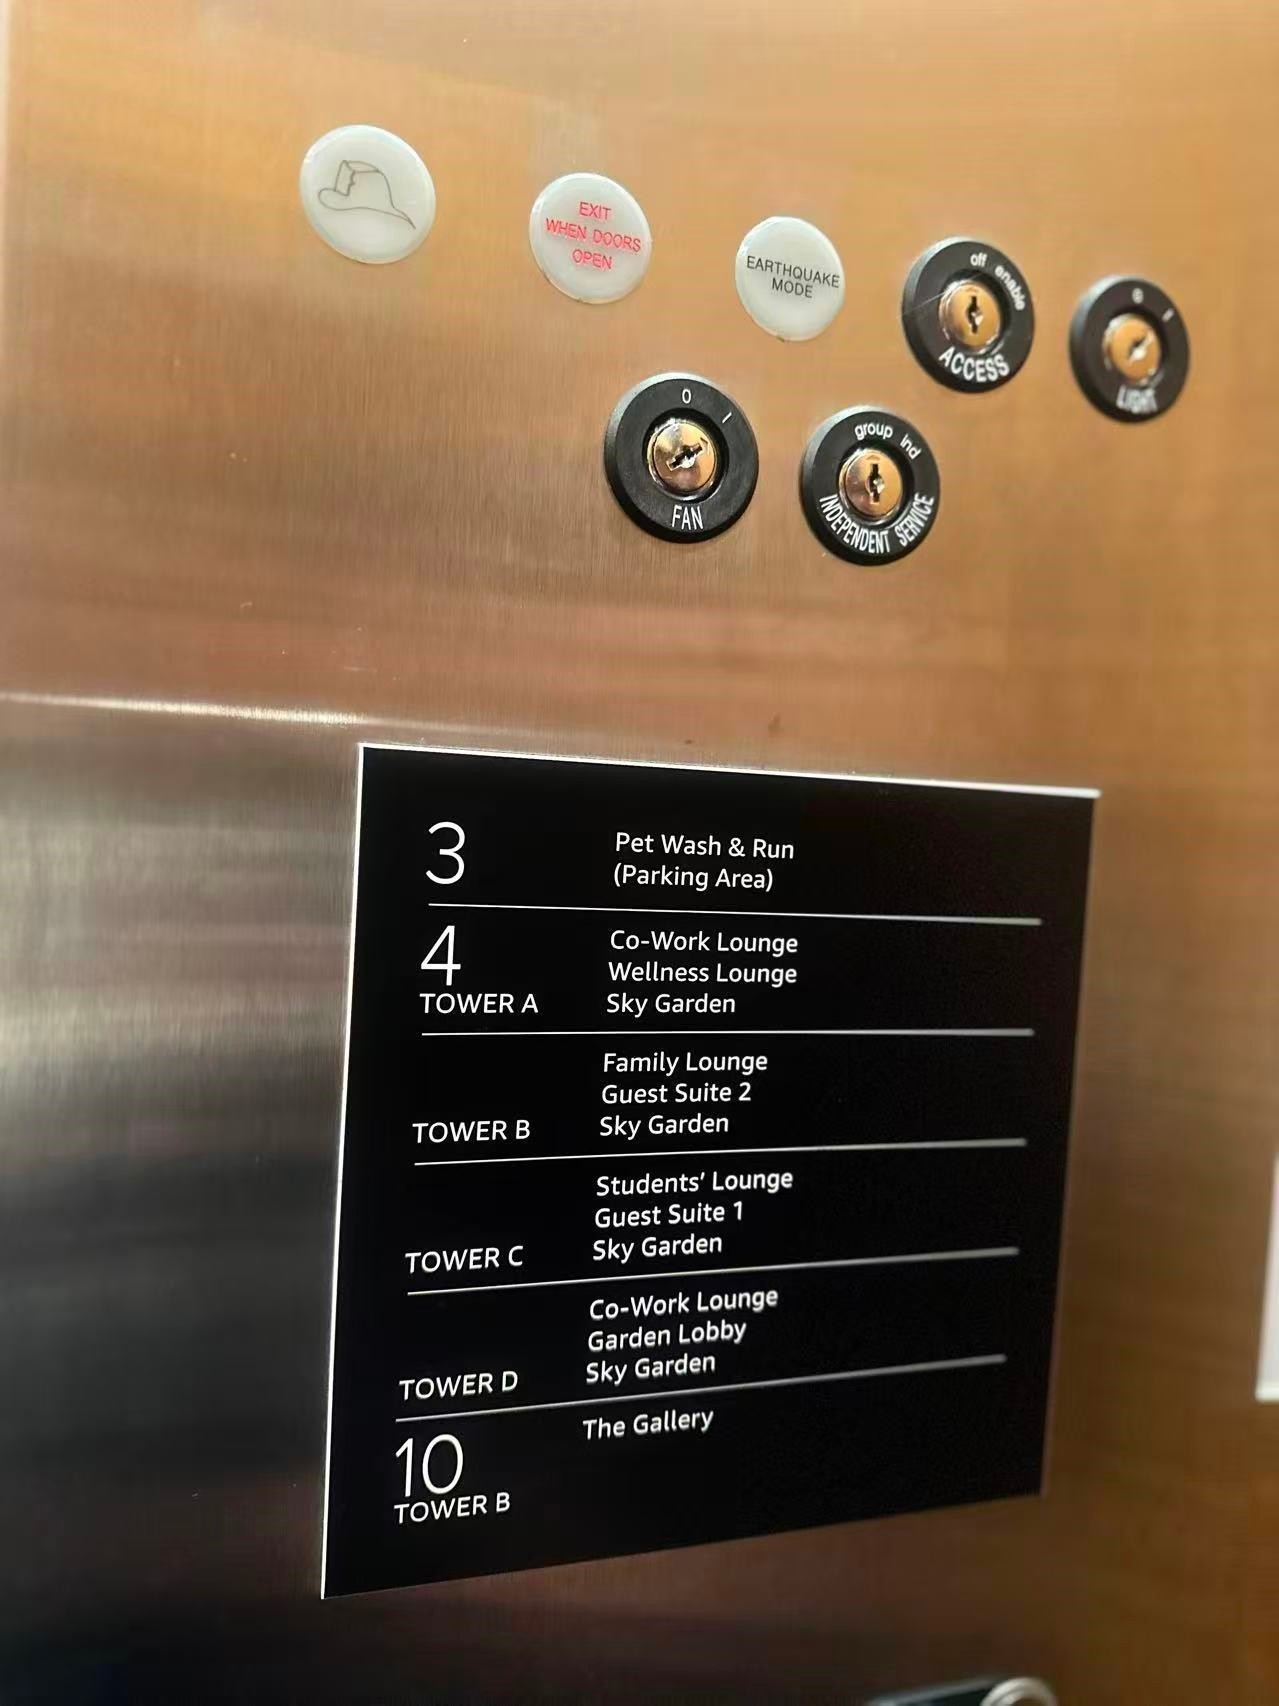 EXIT
WHEN DOORS
OPEN
EARTHQUAKE
MODE
off enable
ACCESS
0 I
LIGHT
0 I
FAN
group ind
INDEPENDENT SERVICE
3
Pet Wash & Run
(Parking Area)
4
TOWER A
Co-Work Lounge
Wellness Lounge
Sky Garden
TOWER B
Family Lounge
Guest Suite 2
Sky Garden
TOWER C
Students’ Lounge
Guest Suite 1
Sky Garden
TOWER D
Co-Work Lounge
Garden Lobby
Sky Garden
10
TOWER B
The Gallery